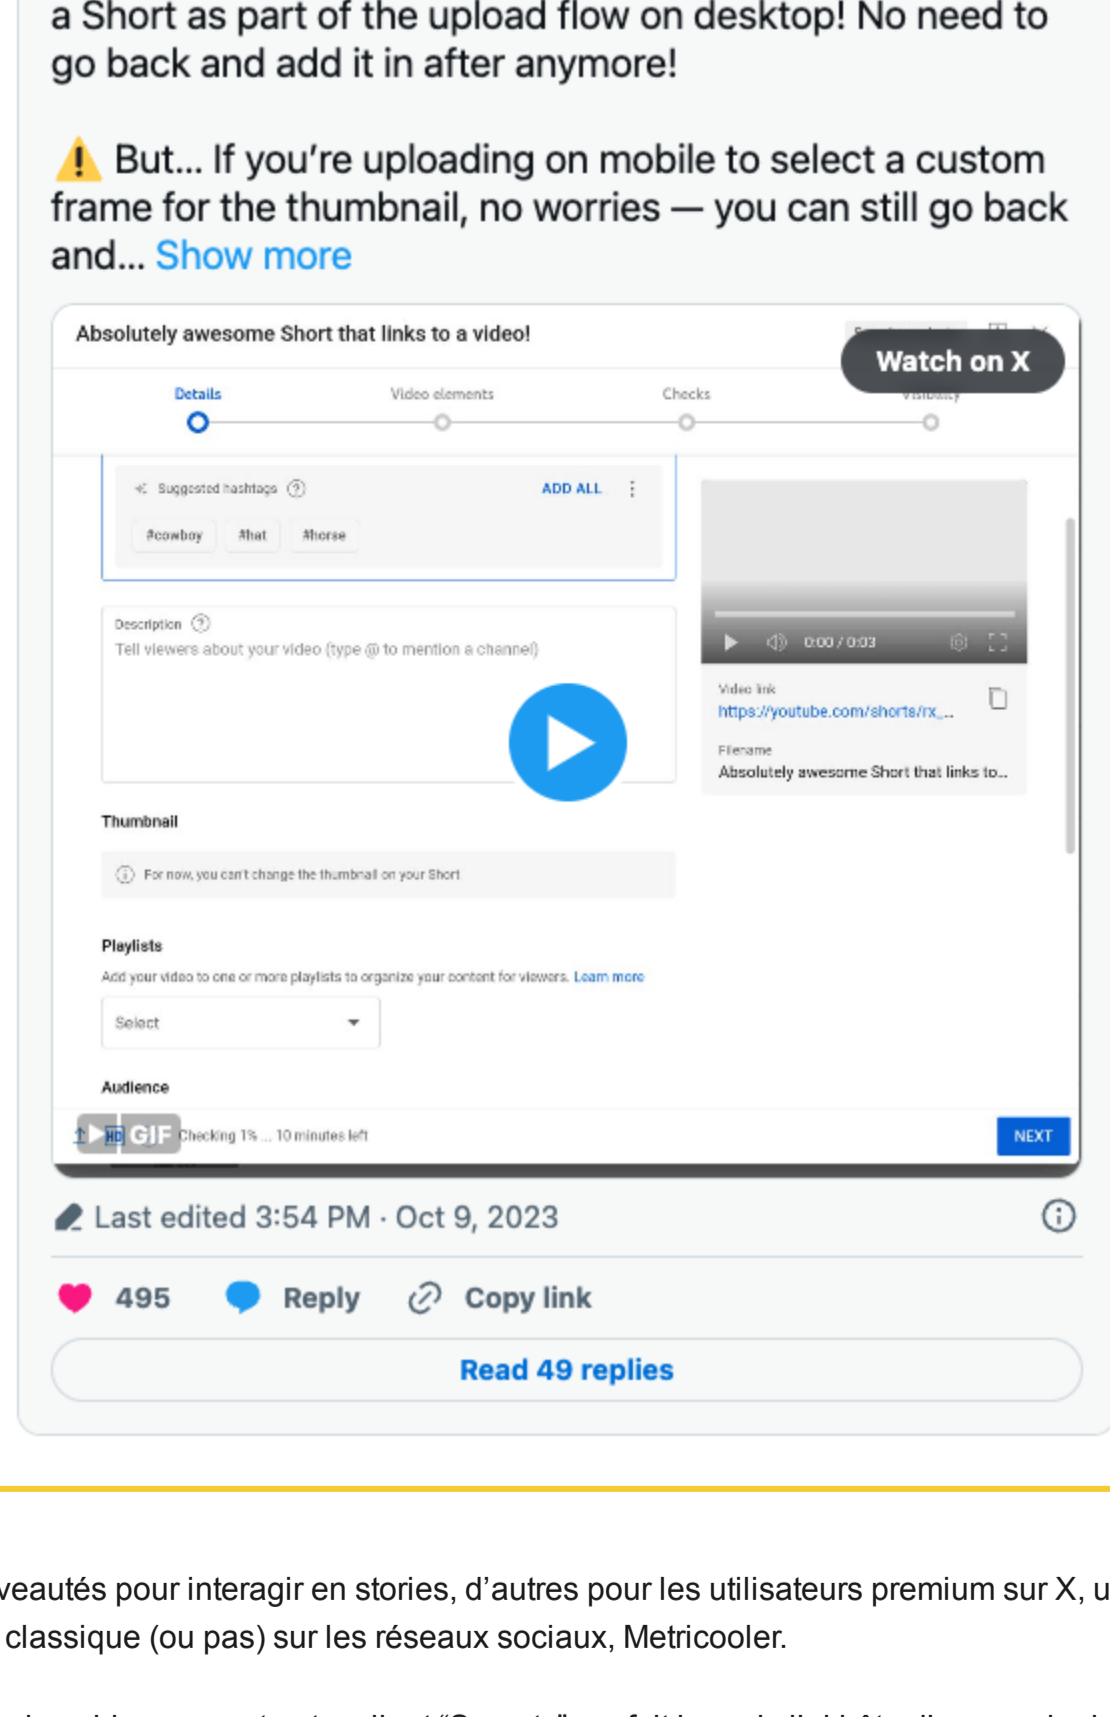 a Short as part of the upload flow on desktop! No need to
go back and add it in after anymore!
⚠️ But... If you're uploading on mobile to select a custom
frame for the thumbnail, no worries — you can still go back
and... Show more
Absolutely awesome Short that links to a video!
Watch on X
Details
Video elements
Checks
Visibility
Suggested hashtags
ADD ALL
#cowboy #hat #horse
Description
Tell viewers about your video (type @ to mention a channel)
0:00 / 0:03
Video link
https://youtube.com/shorts/rx_...
Filename
Absolutely awesome Short that links to...
Thumbnail
For now, you can't change the thumbnail on your Short
Playlists
Add your video to one or more playlists to organize your content for viewers. Learn more
Select
Audience
HD GIF Checking 1% ... 10 minutes left
NEXT
Last edited 3:54 PM · Oct 9, 2023
495 Reply Copy link
Read 49 replies
veautés pour interagir en stories, d'autres pour les utilisateurs premium sur X, u
classique (ou pas) sur les réseaux sociaux, Metricooler.